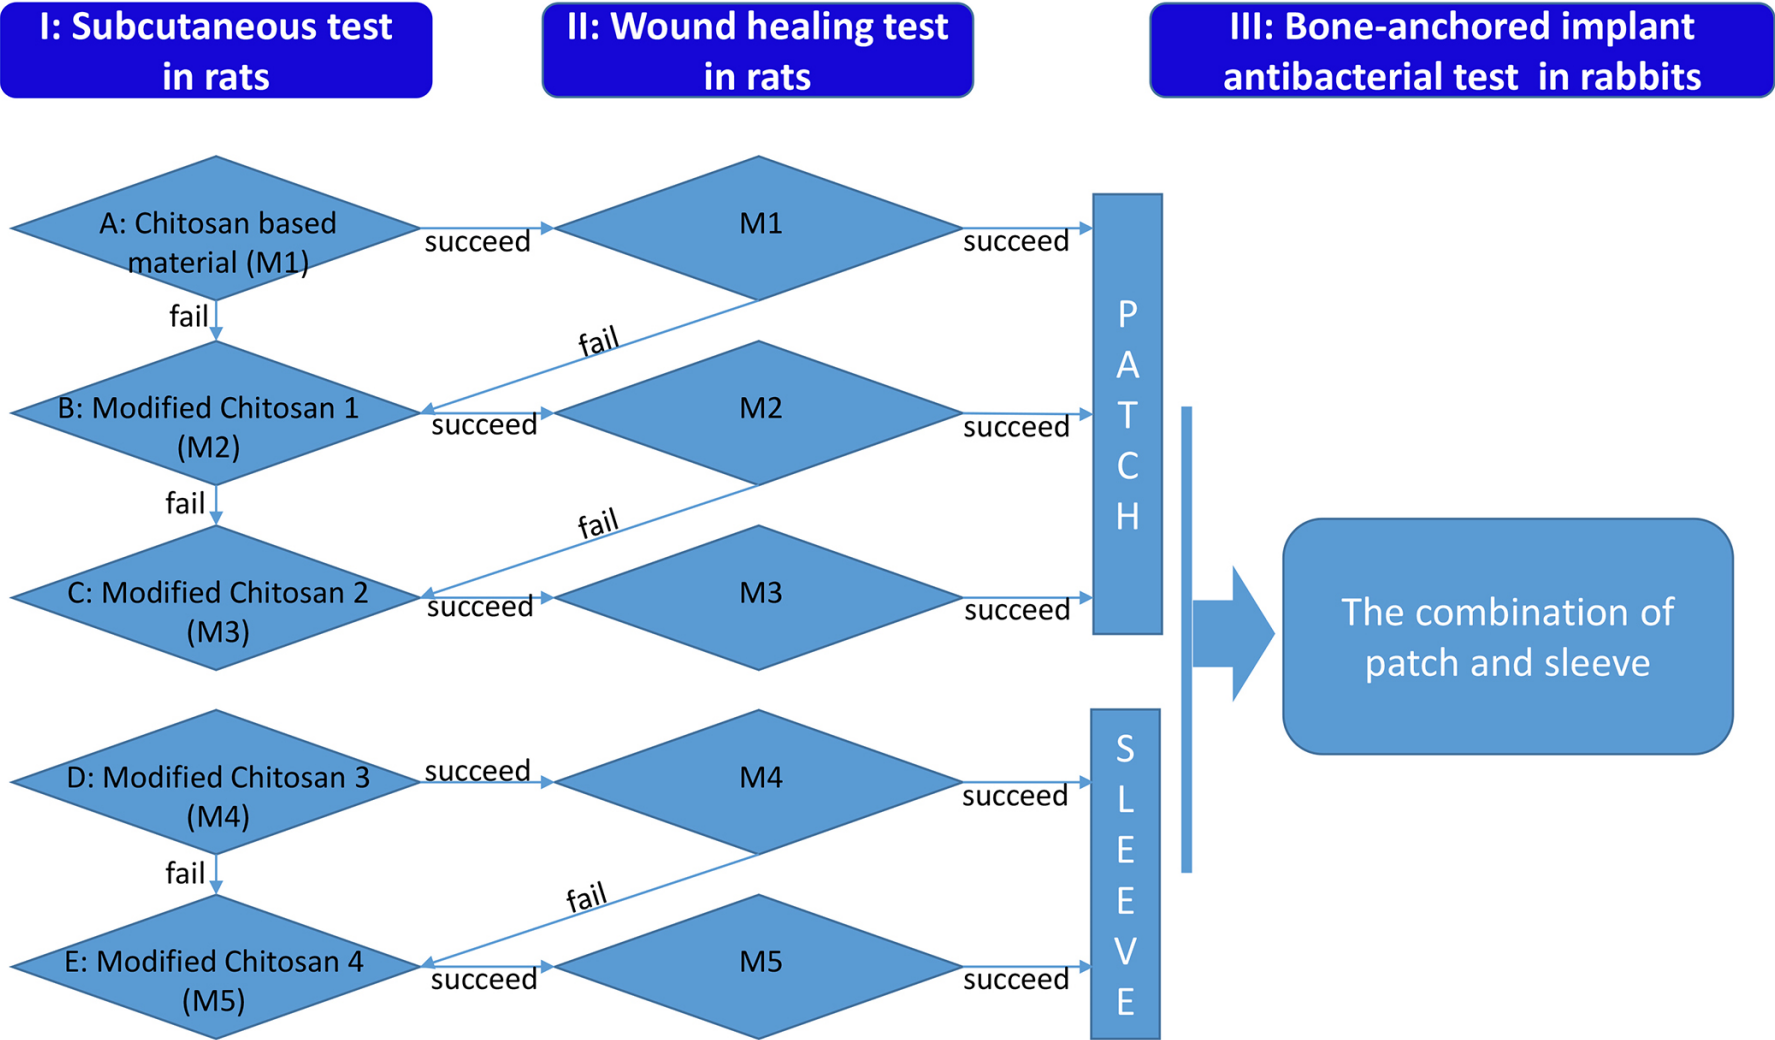 I: Subcutaneous test
in rats
II: Wound healing test
in rats
III: Bone-anchored implant
antibacterial test  in rabbits
A: Chitosan based
material (M1)
succeed
M1
succeed
fail
fail
B: Modified Chitosan 1
(M2)
succeed
M2
succeed
fail
fail
C: Modified Chitosan 2
(M3)
succeed
M3
succeed
P
A
T
C
H
D: Modified Chitosan 3
(M4)
succeed
M4
succeed
fail
fail
E: Modified Chitosan 4
(M5)
succeed
M5
succeed
S
L
E
E
V
E
The combination of
patch and sleeve